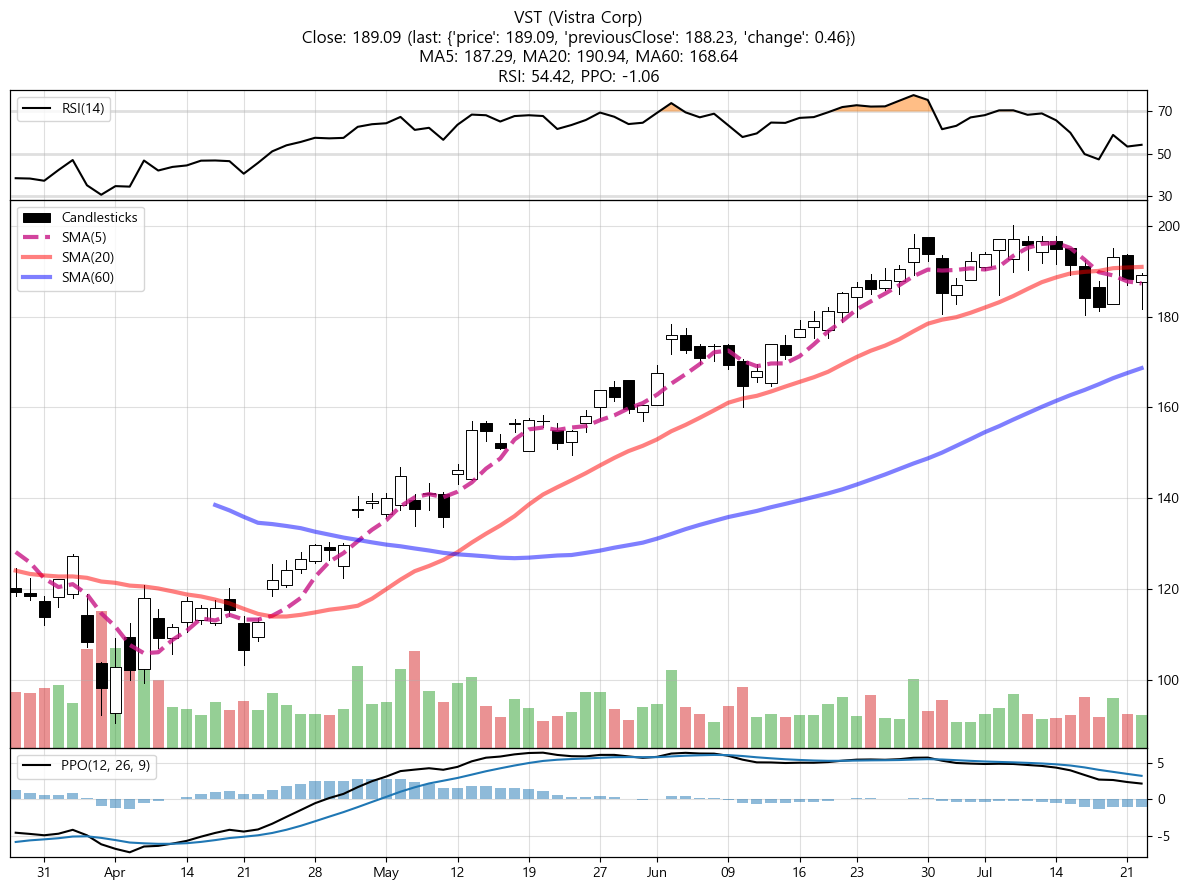 VST (Vistra Corp)
Close: 189.09 (last: {'price': 189.09, 'previousClose': 188.23, 'change': 0.46})
MA5: 187.29, MA20: 190.94, MA60: 168.64
RSI: 54.42, PPO: -1.06
RSI(14)
70
50
30
Candlesticks
SMA(5)
SMA(20)
SMA(60)
200
180
160
140
120
100
PPO(12, 26, 9)
5
0
-5
31 Apr 14 21 28 May 12 19 27 Jun 09 16 23 30 Jul 14 21